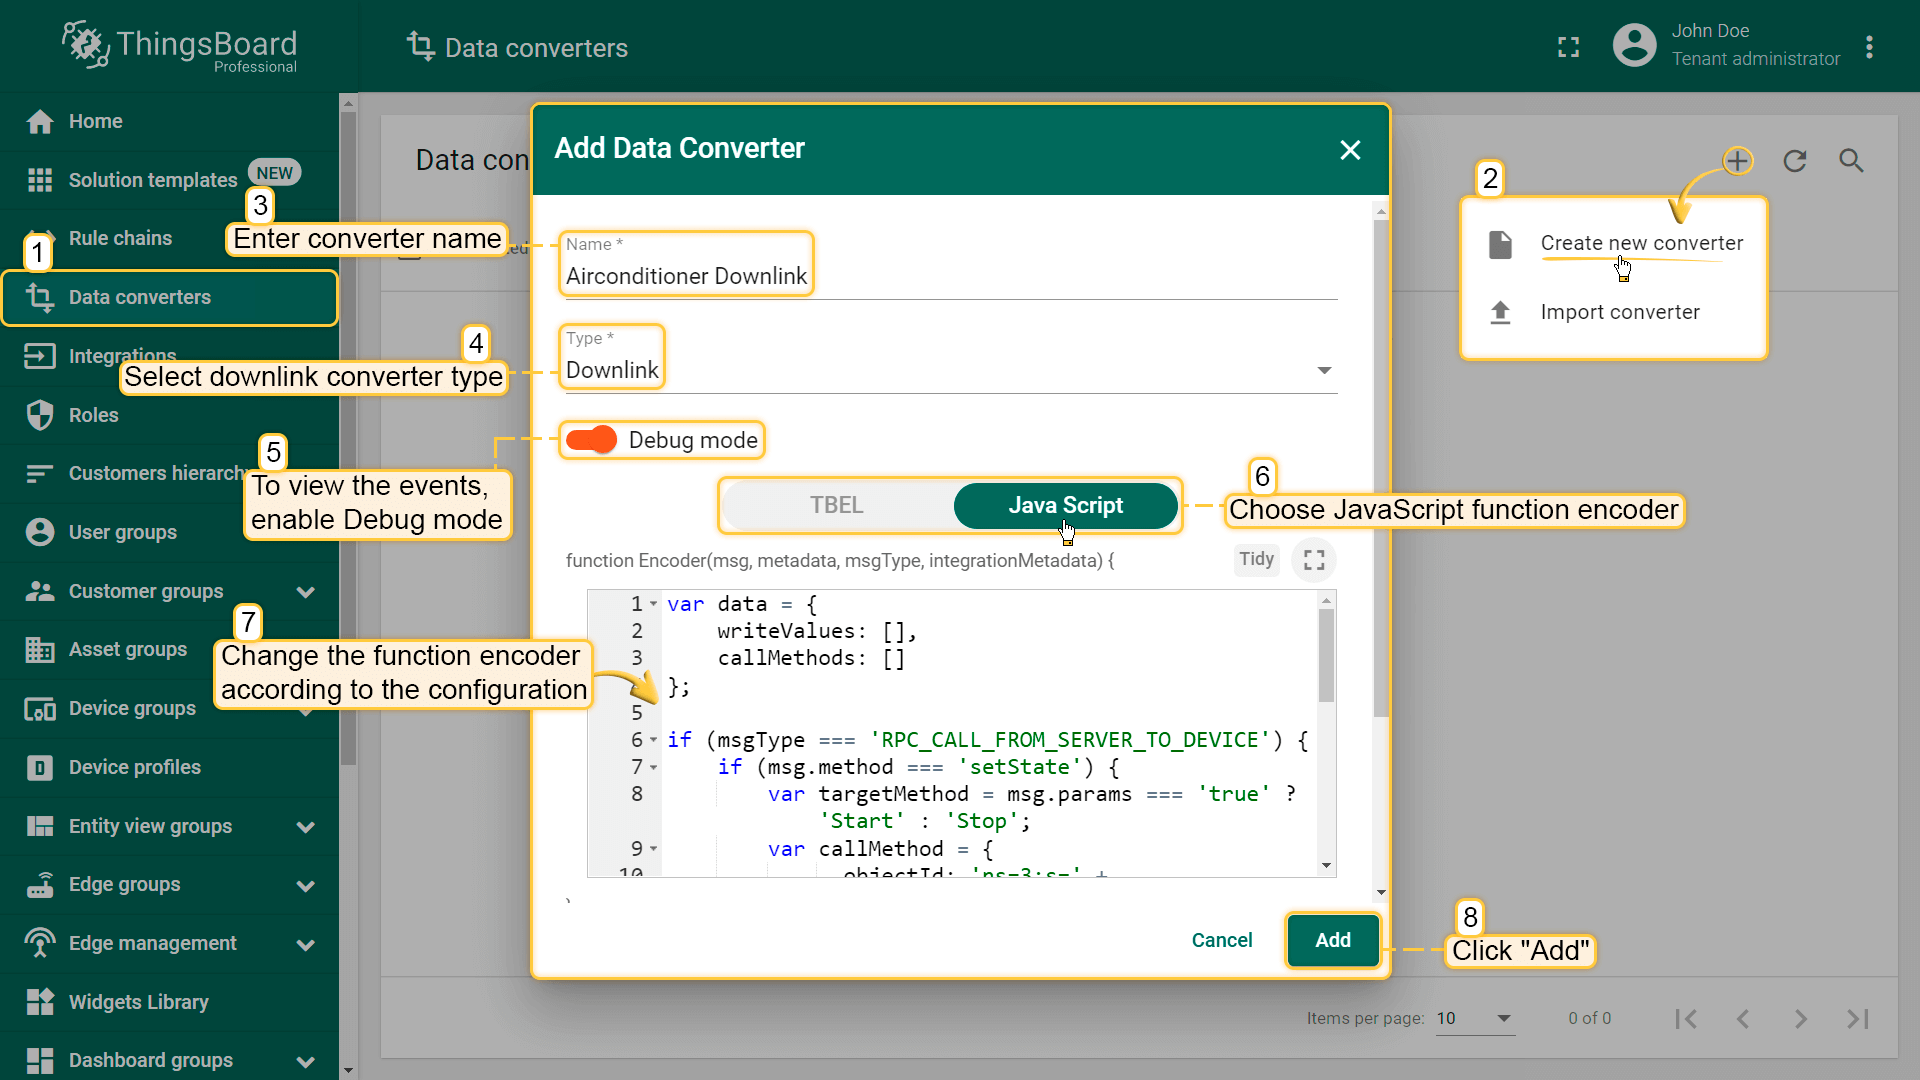 ThingsBoard
Professional
Data converters
John Doe
Tenant administrator
Home
Solution templates
NEW
Rule chains
Data converters
Integrations
Roles
Customers hierarchy
User groups
Customer groups
Asset groups
Device groups
Device profiles
Entity view groups
Edge groups
Edge management
Widgets Library
Dashboard groups
1
Data con
2
Create new converter
Import converter
Add Data Converter
3
Enter converter name
Name *
Airconditioner Downlink
4
Select downlink converter type
Type *
Downlink
5
To view the events,
enable Debug mode
Debug mode
TBEL
Java Script
6
Choose JavaScript function encoder
function Encoder(msg, metadata, msgType, integrationMetadata) {
Tidy
7
Change the function encoder
according to the configuration
1 var data = {
2 writeValues: [],
3 callMethods: []
};
5
6 if (msgType === 'RPC_CALL_FROM_SERVER_TO_DEVICE') {
7 if (msg.method === 'setState') {
8 var targetMethod = msg.params === 'true' ?
'Start' : 'Stop';
9 var callMethod = {
10 objectId: 'ns=3;s=' +
Cancel
Add
8
Click "Add"
Items per page: 10
0 of 0